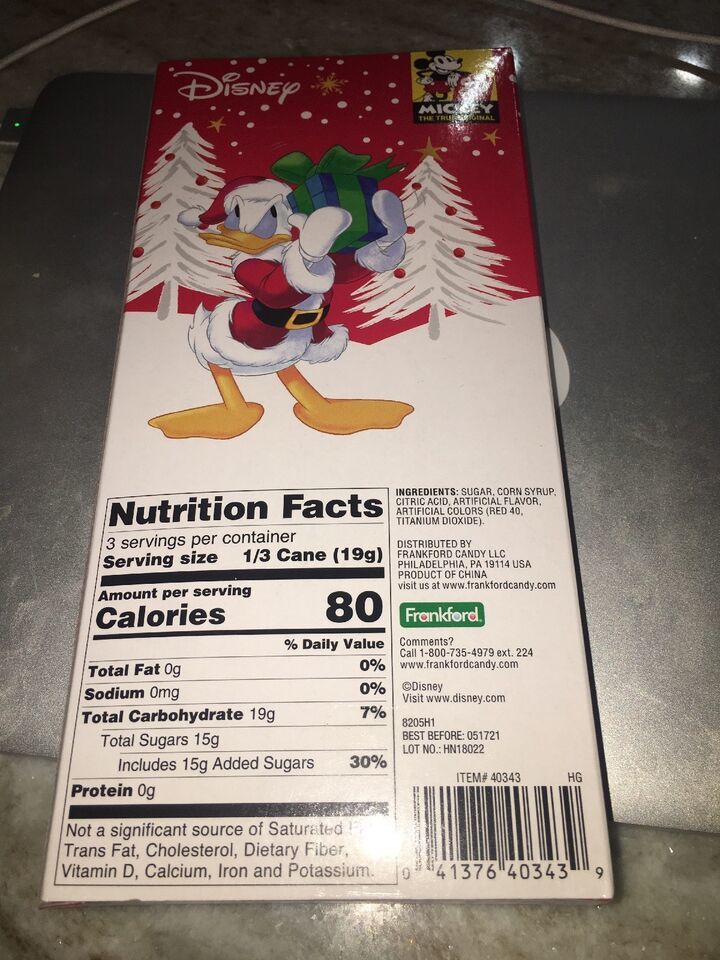 Disney
MICKEY
THE TRUE ORIGINAL
Nutrition Facts
3 servings per container
Serving size 1/3 Cane (19g)
Amount per serving
Calories 80
% Daily Value
Total Fat 0g 0%
Sodium 0mg 0%
Total Carbohydrate 19g 7%
Total Sugars 15g
Includes 15g Added Sugars 30%
Protein 0g
Not a significant source of Saturated
Trans Fat, Cholesterol, Dietary Fiber,
Vitamin D, Calcium, Iron and Potassium.
INGREDIENTS: SUGAR, CORN SYRUP,
CITRIC ACID, ARTIFICIAL FLAVOR,
ARTIFICIAL COLORS (RED 40,
TITANIUM DIOXIDE).
DISTRIBUTED BY
FRANKFORD CANDY LLC
PHILADELPHIA, PA 19114 USA
PRODUCT OF CHINA
visit us at www.frankfordcandy.com
Frankford.
Comments?
Call 1-800-735-4979 ext. 224
www.frankfordcandy.com
©Disney
Visit www.disney.com
8205H1
BEST BEFORE: 051721
LOT NO.: HN18022
ITEM# 40343 HG
0 41376 40343 9